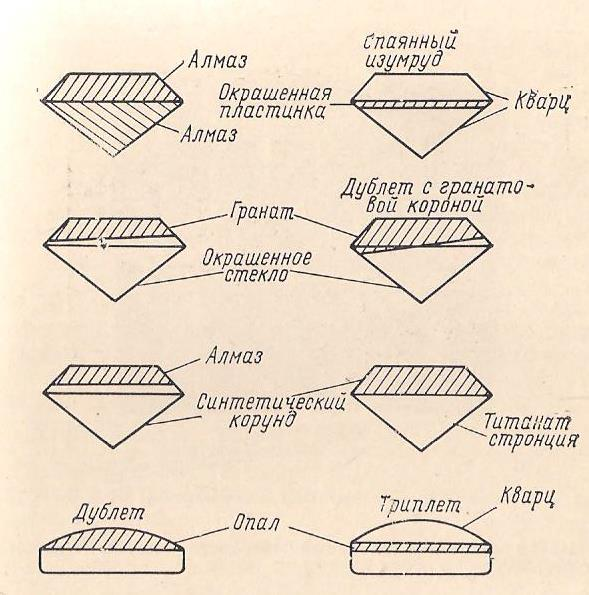 Алмаз
Алмаз
Спаянный
изумруд
Окрашенная
пластинка
Кварц
Гранат
Дублет с гранато-
вой короной
Окрашенное
стекло
Алмаз
Синтетический
корунд
Титанат
стронция
Дублет
Опал
Триплет
Кварц